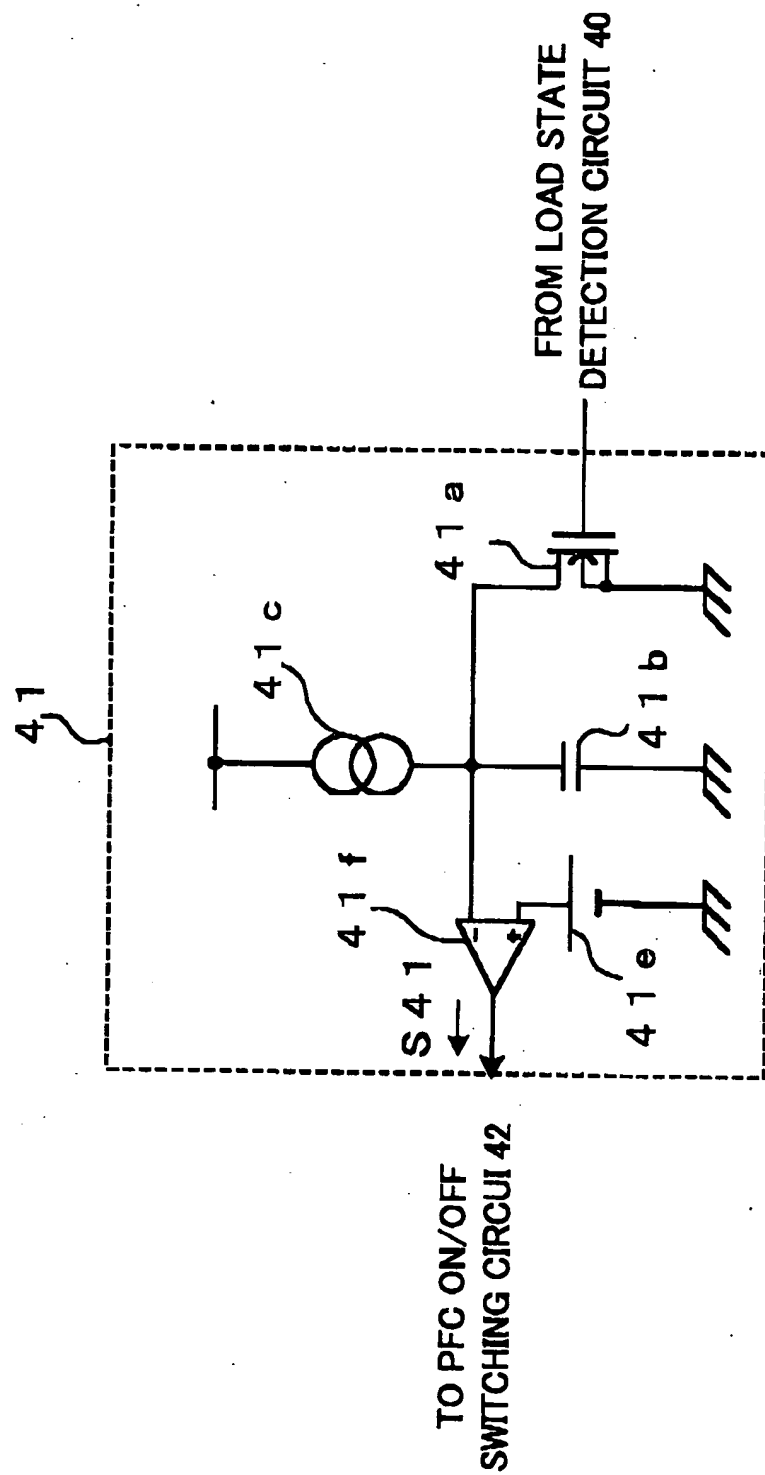 41
41c
41f
S41
41a
41b
41e
FROM LOAD STATE
DETECTION CIRCUIT 40
TO PFC ON/OFF
SWITCHING CIRCUI 42
-
+